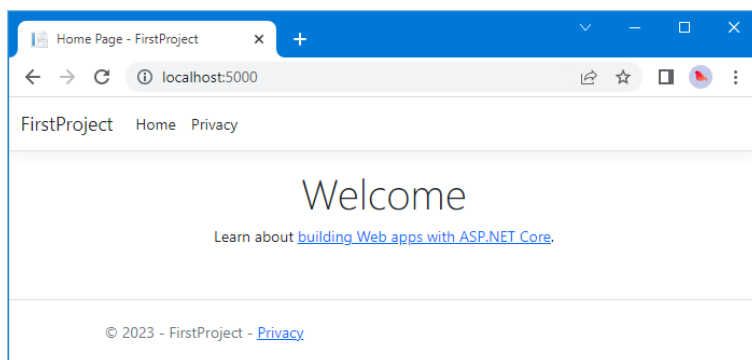 Home Page - FirstProject
localhost:5000
FirstProject Home Privacy
Welcome
Learn about building Web apps with ASP.NET Core.
© 2023 - FirstProject - Privacy